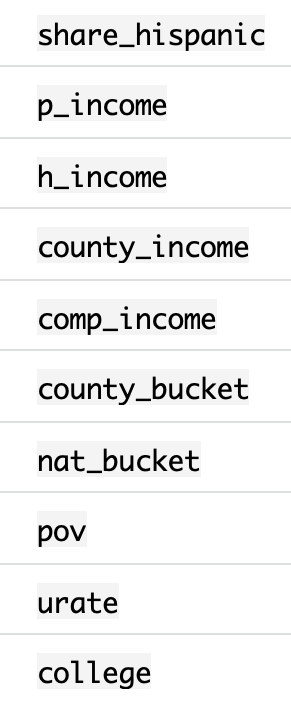 share_hispanic
p_income
h_income
county_income
comp_income
county_bucket
nat_bucket
pov
urate
college